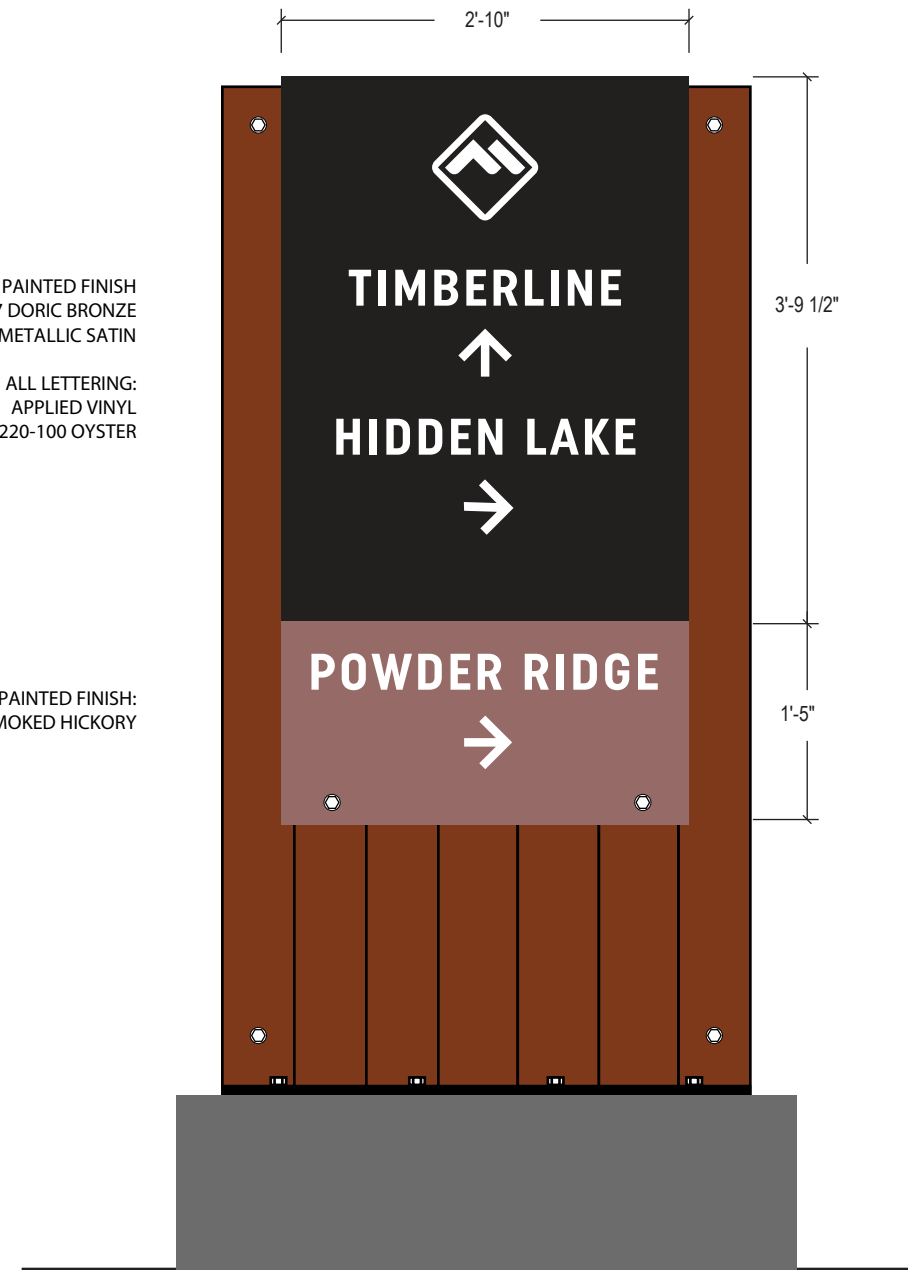 2'-10"
PAINTED FINISH
DORIC BRONZE
METALLIC SATIN
ALL LETTERING:
APPLIED VINYL
220-100 OYSTER
TIMBERLINE
HIDDEN LAKE
3'-9 1/2"
PAINTED FINISH:
HICKORY
POWDER RIDGE
1'-5"